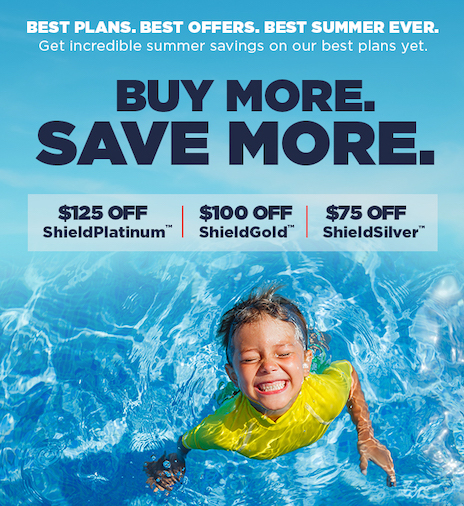 BEST PLANS. BEST OFFERS. BEST SUMMER EVER.
Get incredible summer savings on our best plans yet.
BUY MORE.
SAVE MORE.
$125 OFF
ShieldPlatinum™
$100 OFF
ShieldGold™
$75 OFF
ShieldSilver™